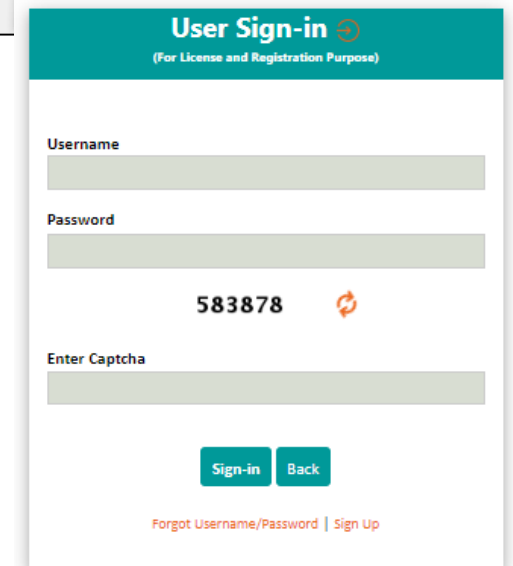 User Sign-in
(For License and Registration Purpose)
Username
Password
583878
Enter Captcha
Sign-in Back
Forgot Username/Password | Sign Up